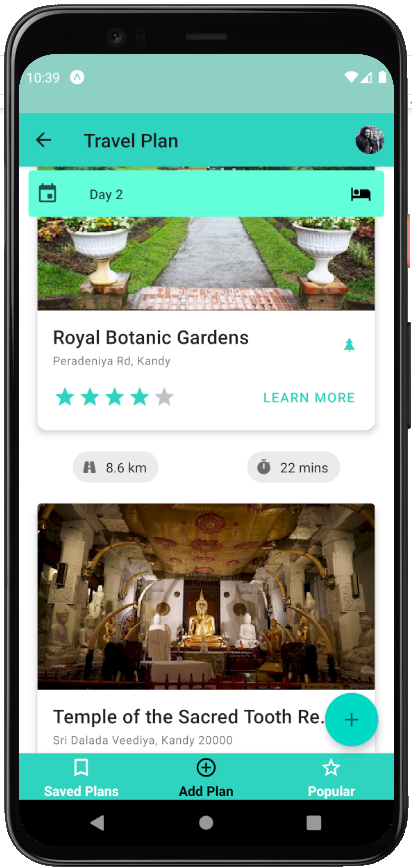 10:39
Travel Plan
Day 2
Royal Botanic Gardens
Peradeniya Rd, Kandy
LEARN MORE
8.6 km
22 mins
Temple of the Sacred Tooth Re...
Sri Dalada Veediya, Kandy 20000
Saved Plans
Add Plan
Popular